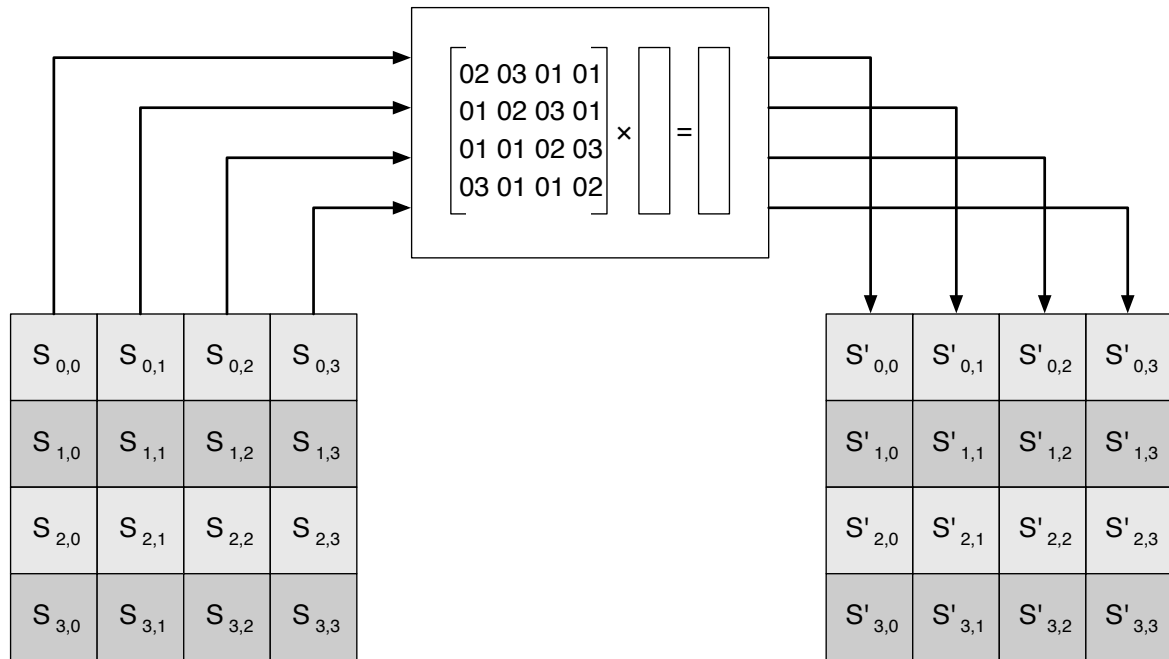 02 03 01 01
01 02 03 01
× =
01 01 02 03
03 01 01 02
S 0,0 S 0,1 S 0,2 S 0,3
S 1,0 S 1,1 S 1,2 S 1,3
S 2,0 S 2,1 S 2,2 S 2,3
S 3,0 S 3,1 S 3,2 S 3,3
S' 0,0 S' 0,1 S' 0,2 S' 0,3
S' 1,0 S' 1,1 S' 1,2 S' 1,3
S' 2,0 S' 2,1 S' 2,2 S' 2,3
S' 3,0 S' 3,1 S' 3,2 S' 3,3